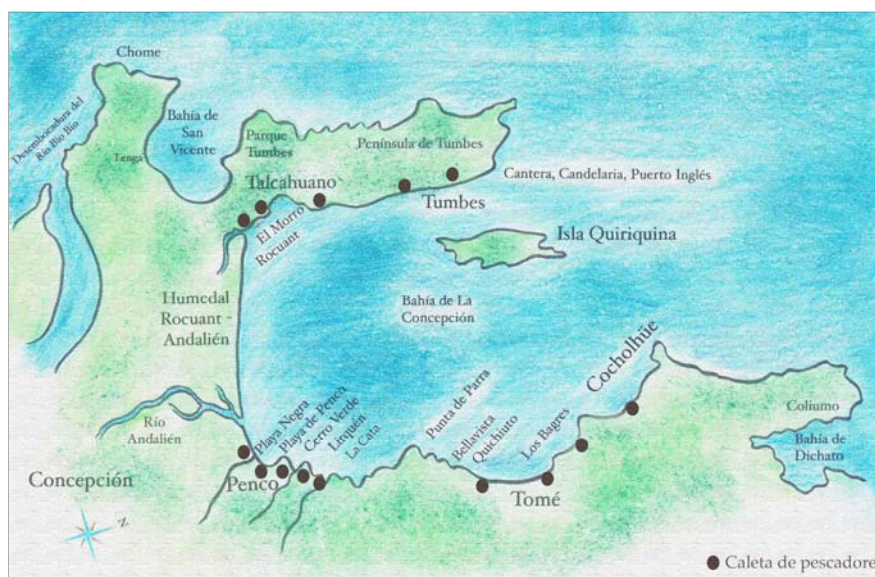 Chome
Desembocadura del
Río Bío Bío
Bahía de
San
Vicente
Lenga
Parque
Tumbes
Península de Tumbes
Talcahuano
Cantera, Candelaria, Puerto Inglés
Tumbes
El Morro
Rocuant
Isla Quiriquina
Humedal
Rocuant -
Andalién
Bahía de La
Concepción
Cocholhüe
Punta de Parra
Los Bagres
Bellavista
Quichiuto
Coliumo
Bahía de
Dichato
Río
Andalién
Playa Negra
Playa de Penco
Cerro Verde
Lirquén
La Cata
Concepción
Penco
Tomé
N
Caleta de pescadore